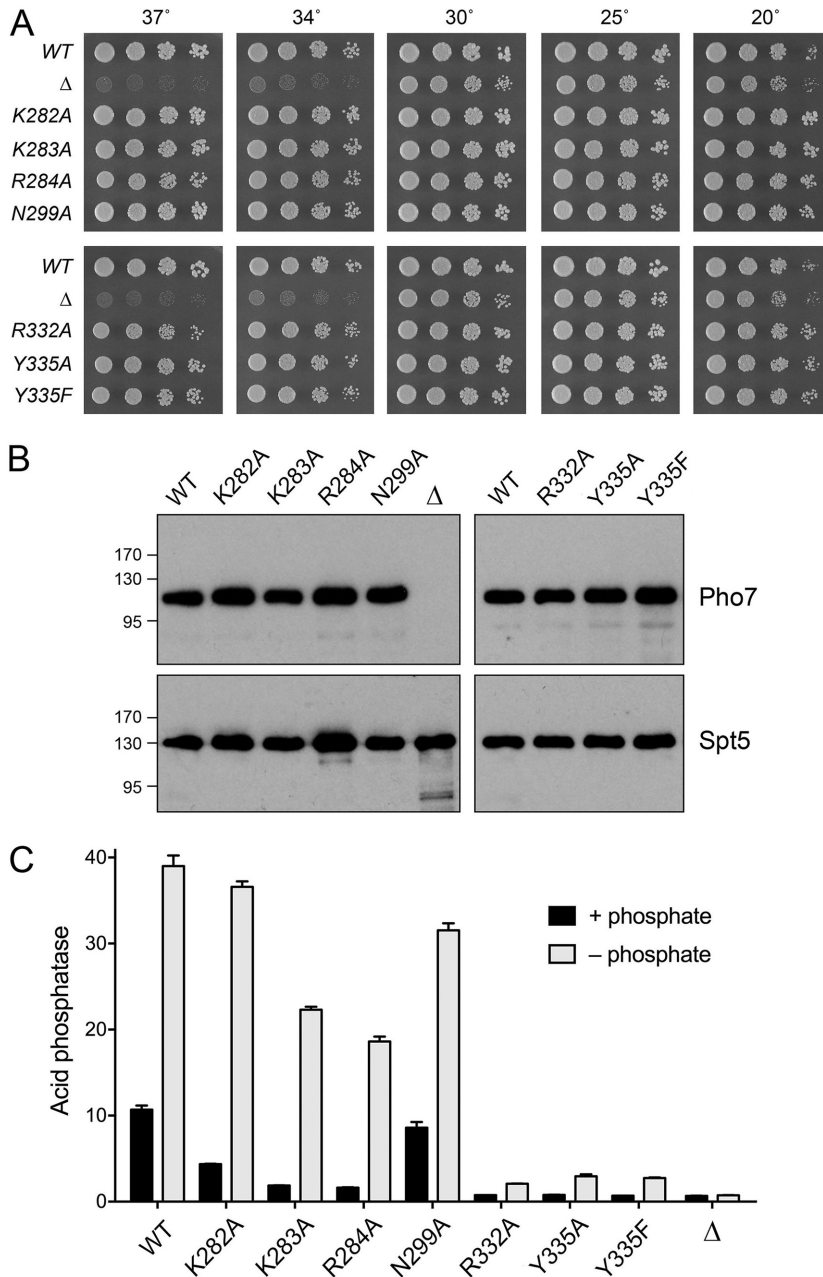 A
37° 34° 30° 25° 20°
WT
Δ
K282A
K283A
R284A
N299A
WT
Δ
R332A
Y335A
Y335F
B
WT K282A K283A R284A N299A Δ WT R332A Y335A Y335F
170
130
95
Pho7
170
130
95
Spt5
C
Acid phosphatase
40
30
20
10
0
+ phosphate
– phosphate
WT K282A K283A R284A N299A R332A Y335A Y335F Δ